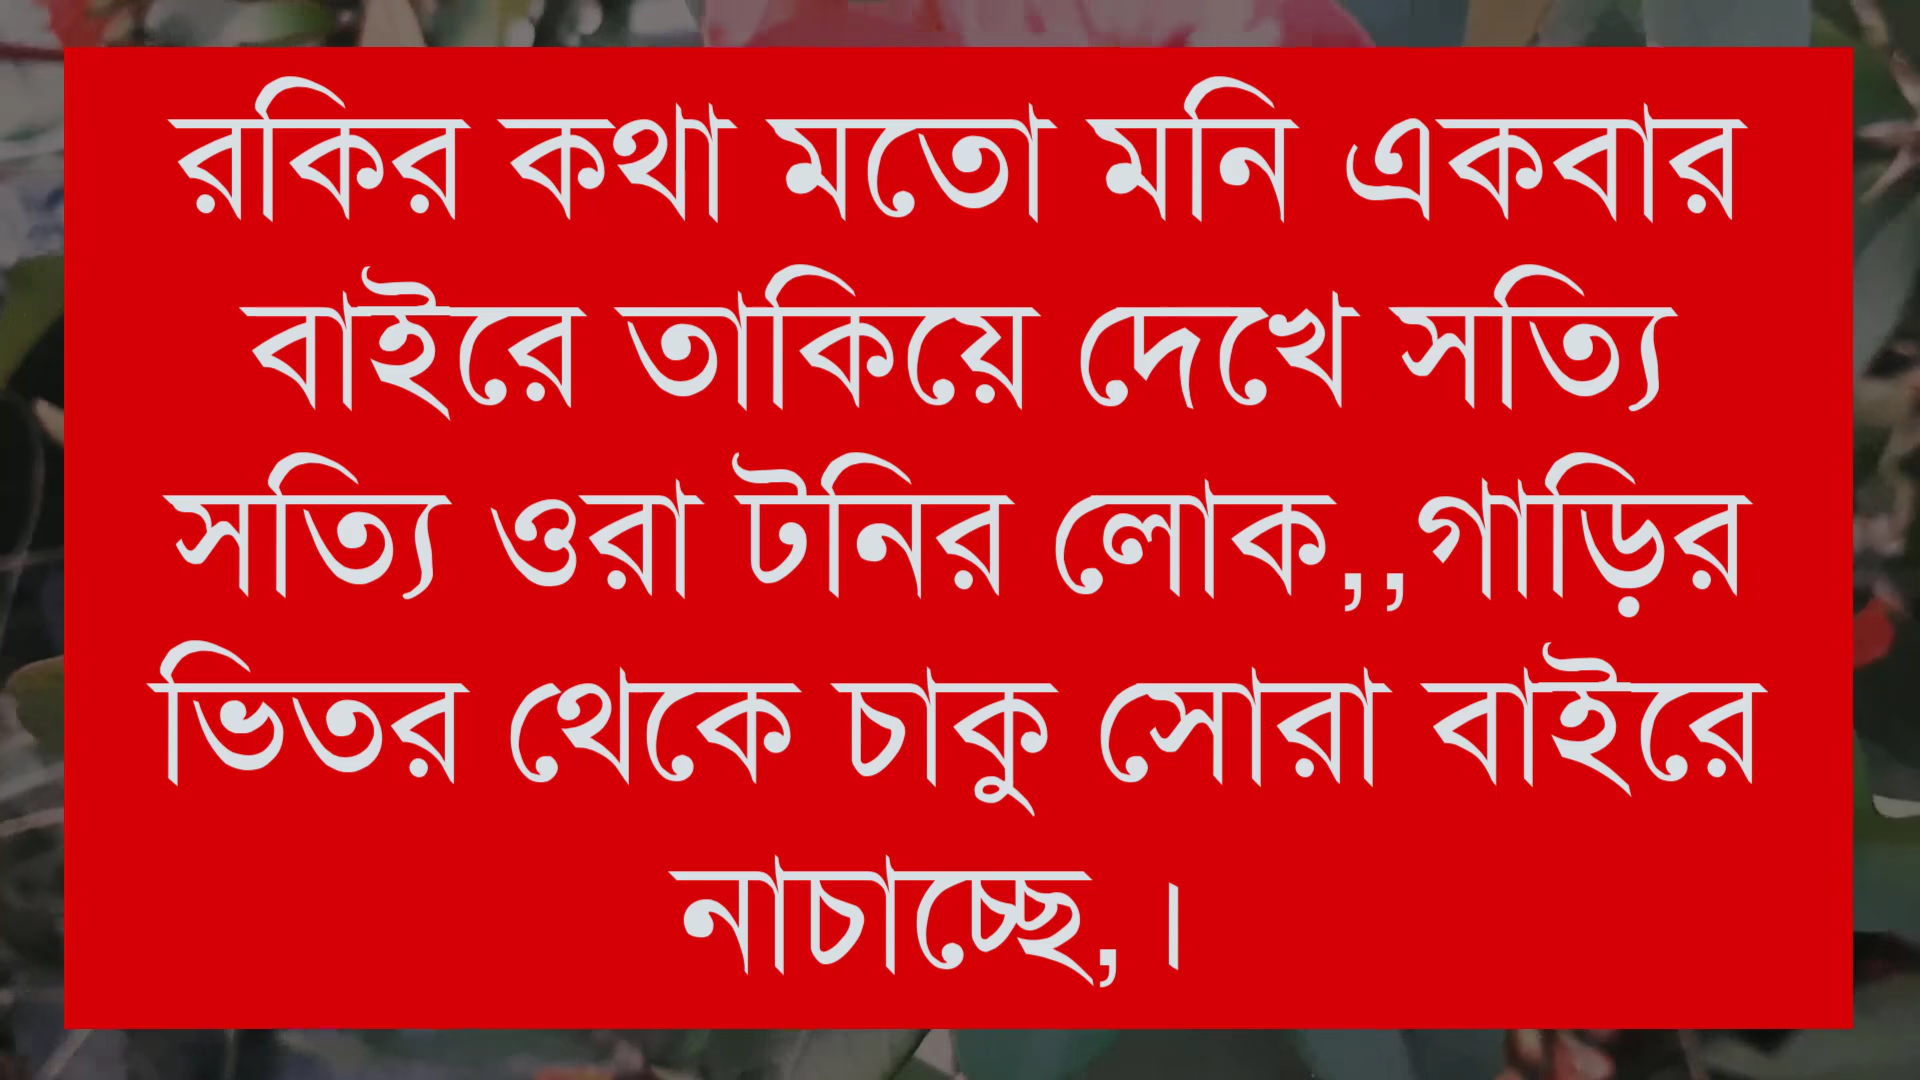 রকির কথা মতো মনি একবার
বাইরে তাকিয়ে দেখে সত্যি
সত্যি ওরা টনির লোক,,গাড়ির
ভিতর থেকে চাকু সোরা বাইরে
নাচাচ্ছে,।